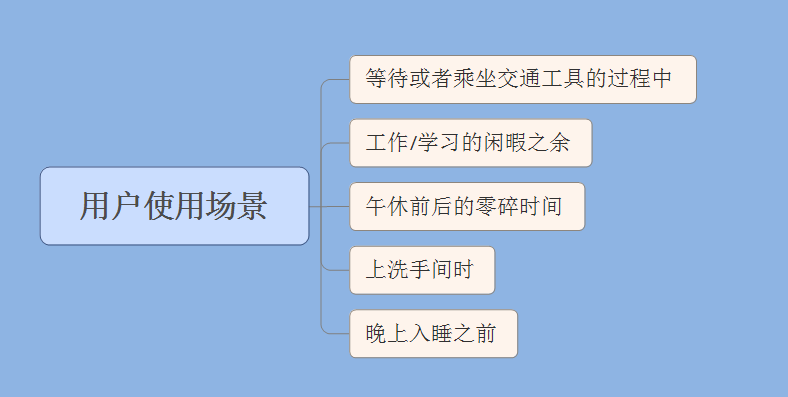 用户使用场景
等待或者乘坐交通工具的过程中
工作/学习的闲暇之余
午休前后的零碎时间
上洗手间时
晚上入睡之前